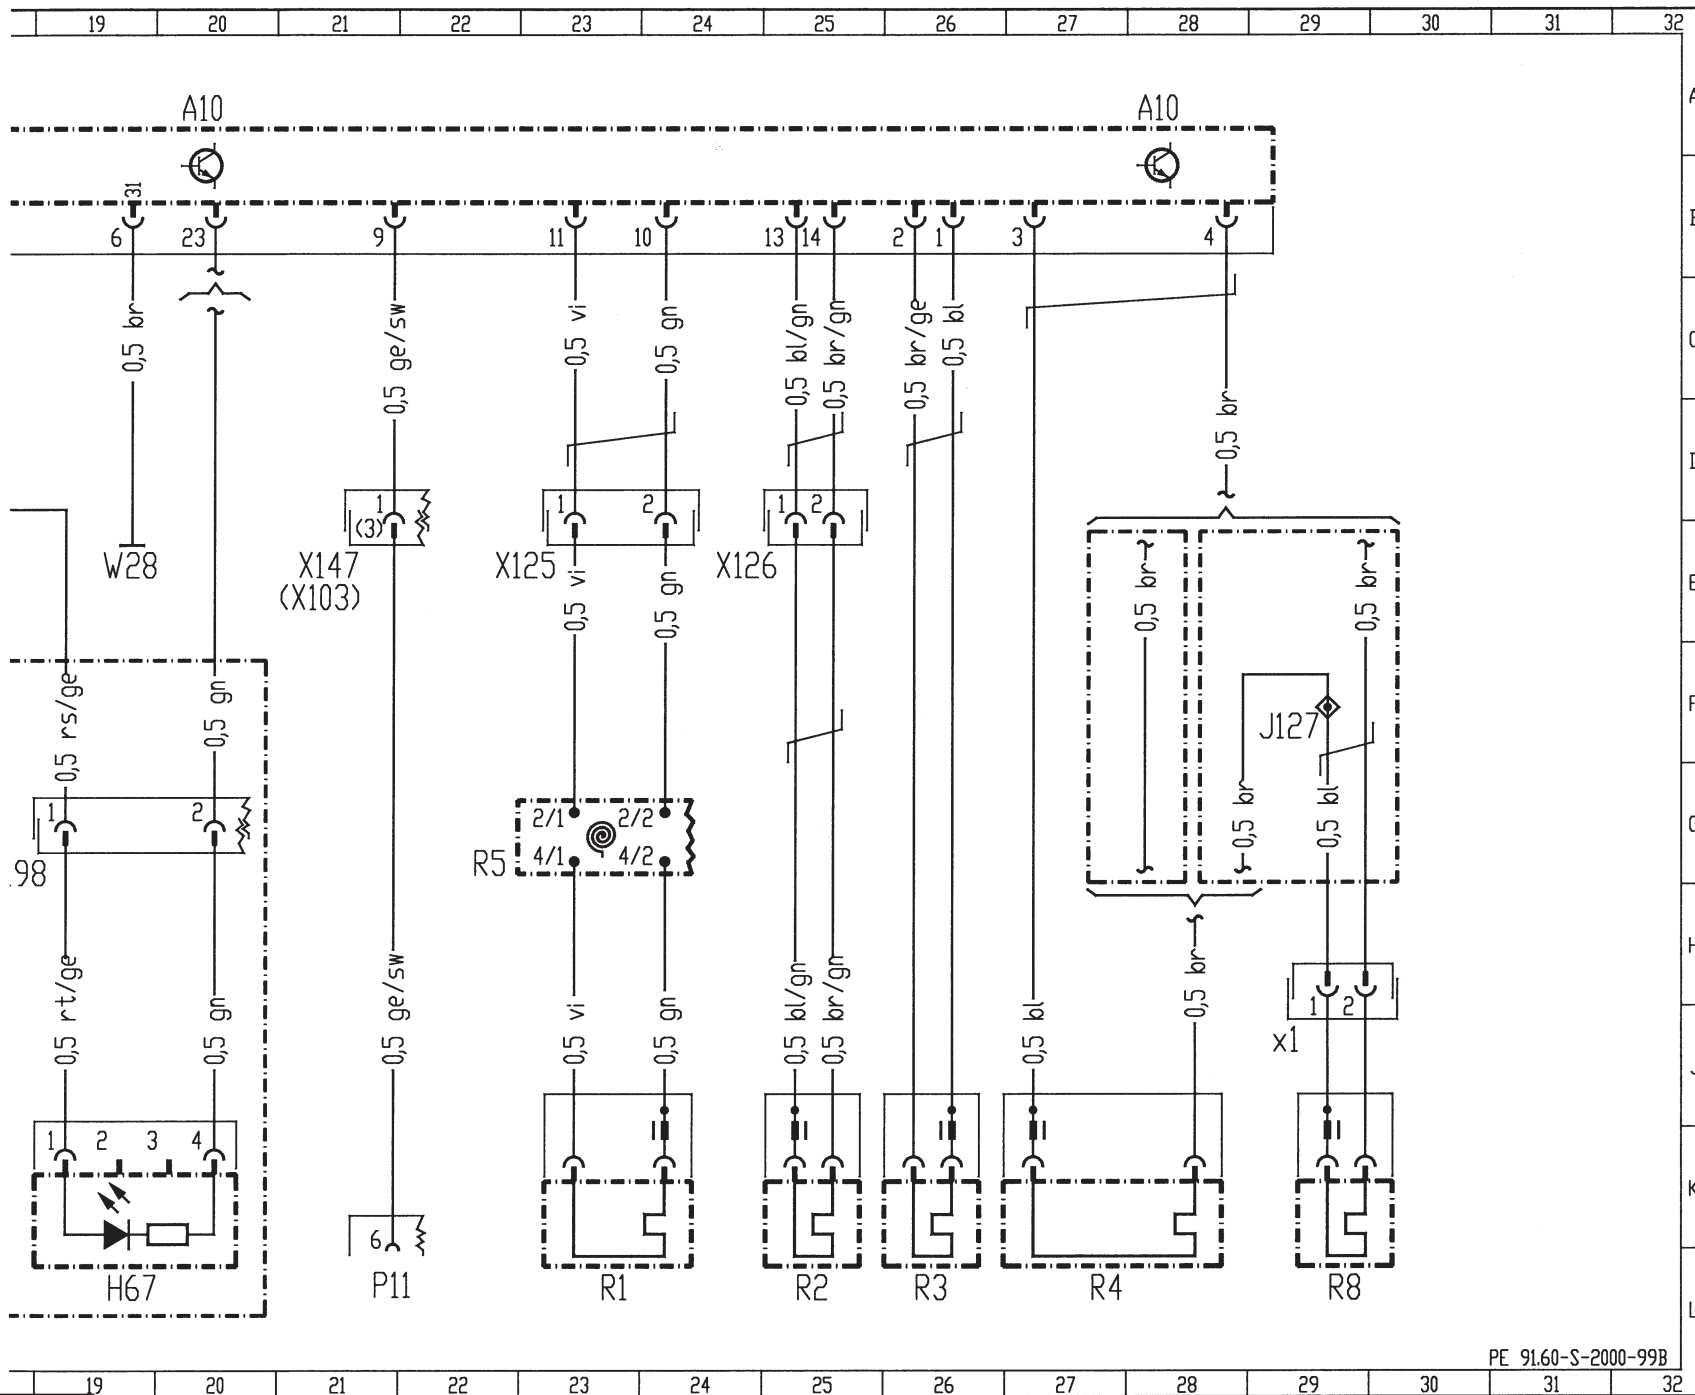 19 20 21 22 23 24 25 26 27 28 29 30 31 32
A10 A10
A
31
6 23 9 11 10 13 14 2 1 3 4
0,5 br
0,5 ge/sw
0,5 vi
0,5 gn
0,5 bl/gn
0,5 br/gn
0,5 br/ge
0,5 bl
0,5 br
1 (3)
1 2
1 2
W28
X147
(X103)
X125
X126
0,5 vi
0,5 gn
0,5 br
0,5 br
E
F
0,5 rs/ge
0,5 gn
J127
0,5 br
0,5 bl
1 2
2/1 2/2
4/1 4/2
R5
98
H
0,5 rt/ge
0,5 gn
0,5 ge/sw
0,5 vi
0,5 gn
0,5 bl/gn
0,5 br/gn
0,5 bl
0,5 br
1 2
x1
1 2 3 4
K
6
H67 P11 R1 R2 R3 R4 R8
L
PE 91.60-S-2000-99B
19 20 21 22 23 24 25 26 27 28 29 30 31 32